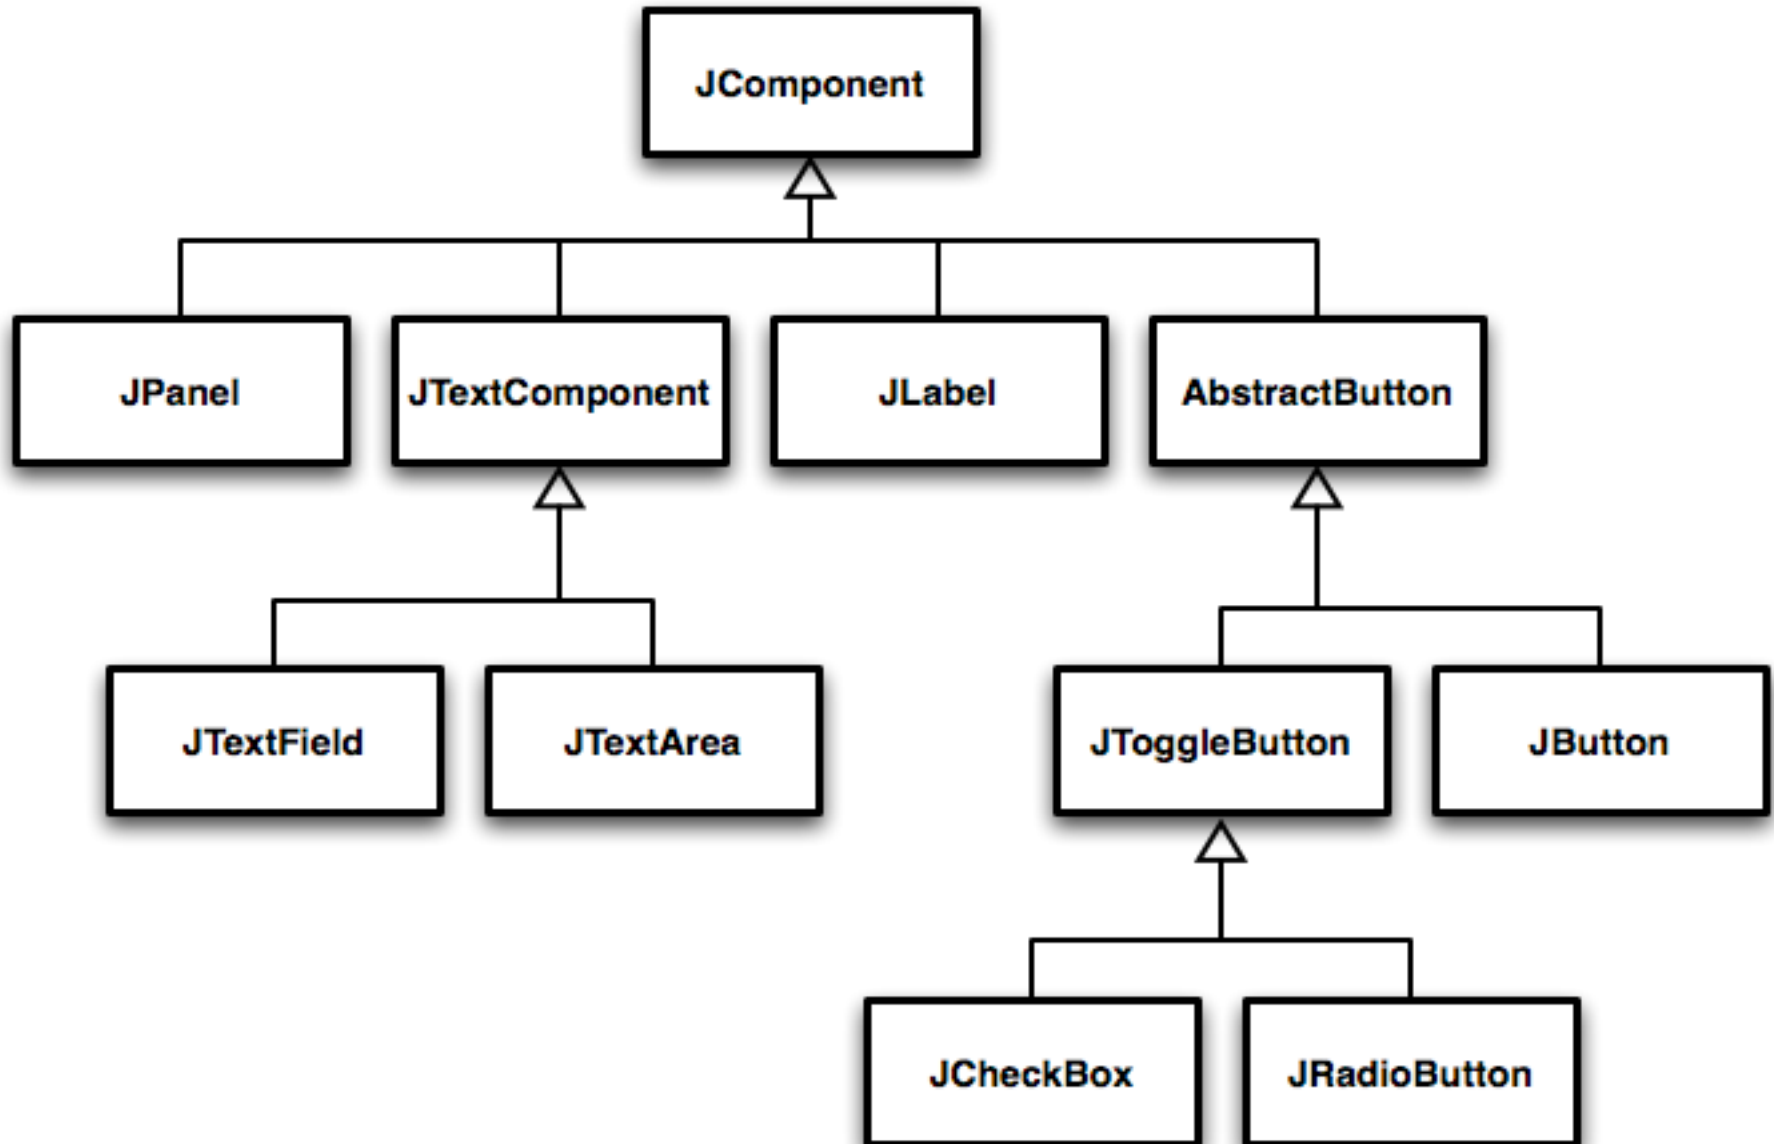 JComponent
JPanel
JTextComponent
JLabel
AbstractButton
JTextField
JTextArea
JToggleButton
JButton
JCheckBox
JRadioButton